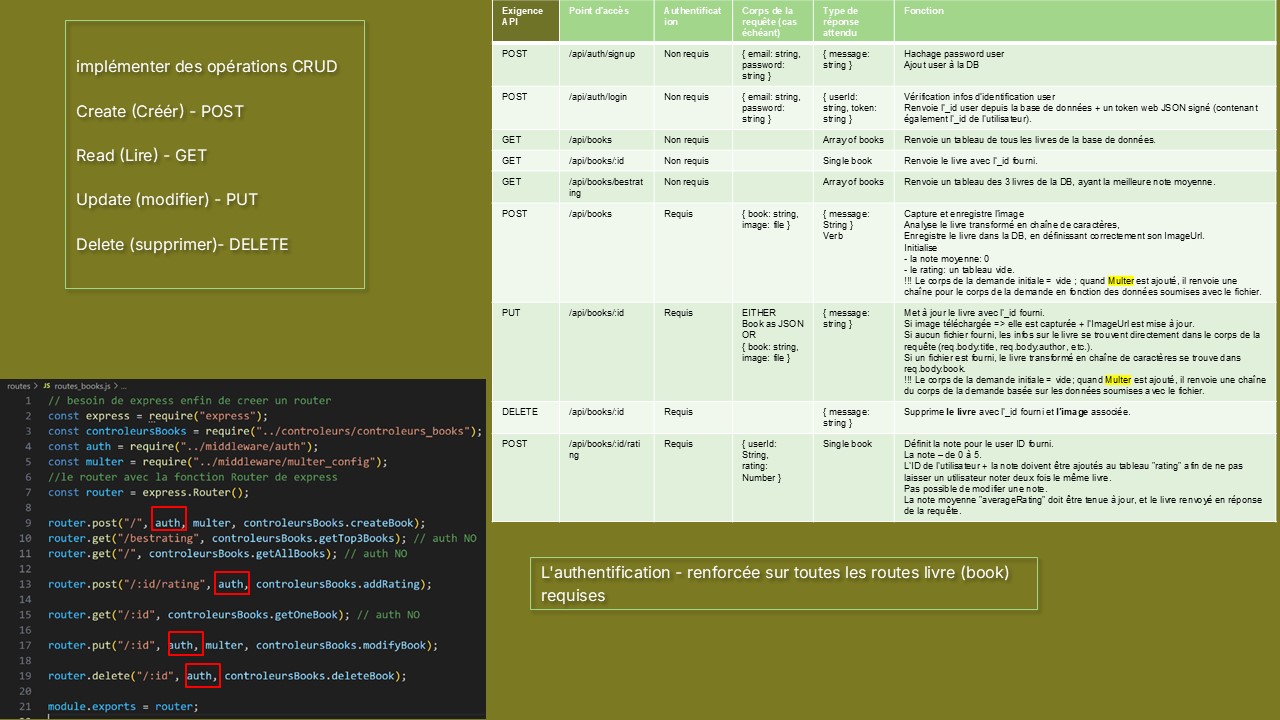 implémenter des opérations CRUD
Create (Créér) - POST
Read (Lire) - GET
Update (modifier) - PUT
Delete (supprimer)- DELETE
Exigence API | Point d'accès | Authentificat ion | Corps de la requête (cas échéant) | Type de réponse attendu | Fonction
POST | /api/auth/signup | Non requis | { email: string, password: string } | { message: string } | Hachage password user
Ajout user à la DB
POST | /api/auth/login | Non requis | { email: string, password: string } | { userId: string, token: string } | Vérification infos d'identification user
Renvoie l'_id user depuis la base de données + un token web JSON signé (contenant
également l'_id de l'utilisateur).
GET | /api/books | Non requis | Array of books | Renvoie un tableau de tous les livres de la base de données.
GET | /api/books/:id | Non requis | Single book | Renvoie le livre avec l'_id fourni.
GET | /api/books/bestrat ing | Non requis | Array of books | Renvoie un tableau des 3 livres de la DB, ayant la meilleure note moyenne.
POST | /api/books | Requis | { book: string, image: file } | { message: String } Verb | Capture et enregistre l'image
Analyse le livre transformé en chaîne de caractères,
Enregistre le livre dans la DB, en définissant correctement son ImageUrl.
Initialise
- la note moyenne: 0
- le rating: un tableau vide.
!!! Le corps de la demande initiale = vide ; quand Multer est ajouté, il renvoie une
chaîne pour le corps de la demande en fonction des données soumises avec le fichier.
PUT | /api/books/:id | Requis | EITHER Book as JSON OR { book: string, image: file } | { message: string } | Met à jour le livre avec l'_id fourni.
Si image téléchargée => elle est capturée + l'ImageUrl est mise à jour.
Si aucun fichier fourni, les infos sur le livre se trouvent directement dans le corps de la
requête (req.body.title, req.body.author, etc.).
Si un fichier est fourni, le livre transformé en chaîne de caractères se trouve dans
req.body.book.
!!! Le corps de la demande initiale = vide; quand Multer est ajouté, il renvoie une chaîne
du corps de la demande basée sur les données soumises avec le fichier.
DELETE | /api/books/:id | Requis | { message: string } | Supprime le livre avec l'_id fourni et l'image associée.
POST | /api/books/:id/rati ng | Requis | { userId: String, rating: Number } | Single book | Définit la note pour le user ID fourni.
La note – de 0 à 5.
L'ID de l'utilisateur + la note doivent être ajoutés au tableau "rating" afin de ne pas
laisser un utilisateur noter deux fois le même livre.
Pas possible de modifier une note.
La note moyenne "averageRating" doit être tenue à jour, et le livre renvoyé en réponse
de la requête.
routes > JS routes_books.js > ...
1 // besoin de express enfin de creer un router
2 const express = require("express");
3 const controleursBooks = require("../controleurs/controleurs_books");
4 const auth = require("../middleware/auth");
5 const multer = require("../middleware/multer_config");
6 //le router avec la fonction Router de express
7 const router = express.Router();
8
9 router.post("/", auth, multer, controleursBooks.createBook);
10 router.get("/bestrating", controleursBooks.getTop3Books); // auth NO
11 router.get("/", controleursBooks.getAllBooks); // auth NO
12
13 router.post("/:id/rating", auth, controleursBooks.addRating);
14
15 router.get("/:id", controleursBooks.getOneBook); // auth NO
16
17 router.put("/:id", auth, multer, controleursBooks.modifyBook);
18
19 router.delete("/:id", auth, controleursBooks.deleteBook);
20
21 module.exports = router;
L'authentification - renforcée sur toutes les routes livre (book)
requises